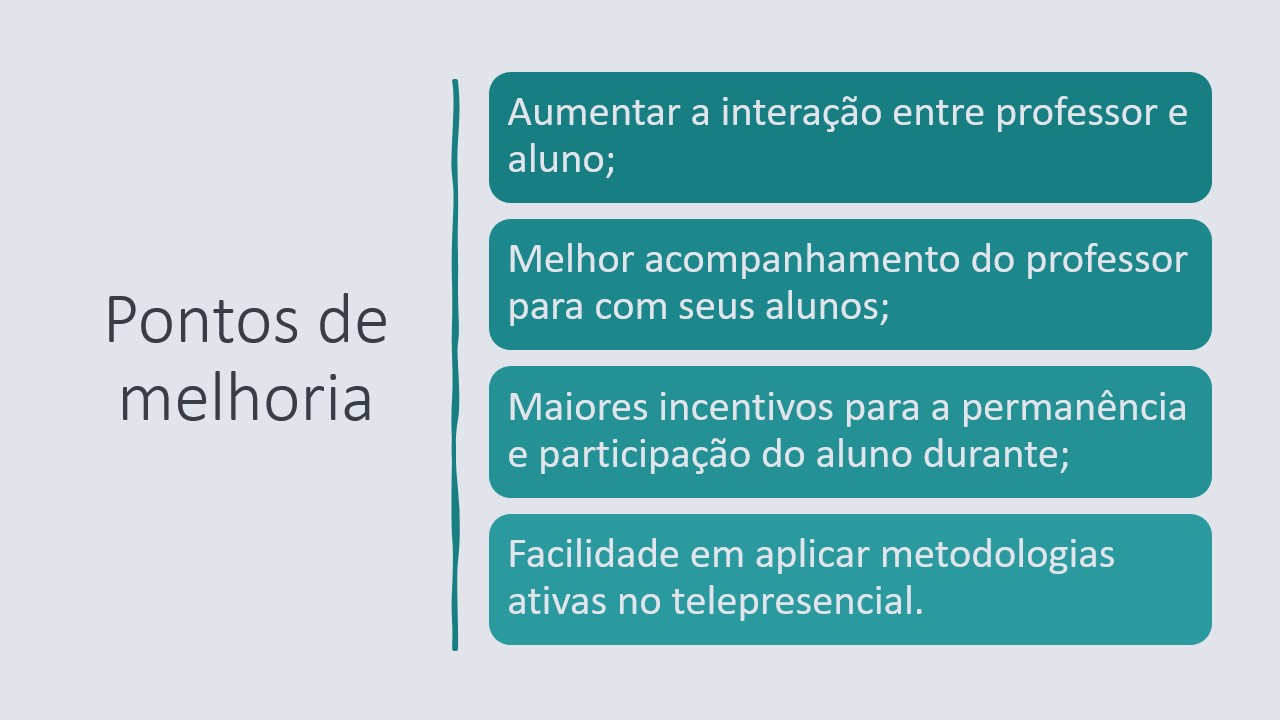 Pontos de
melhoria
Aumentar a interação entre professor e
aluno;
Melhor acompanhamento do professor
para com seus alunos;
Maiores incentivos para a permanência
e participação do aluno durante;
Facilidade em aplicar metodologias
ativas no telepresencial.